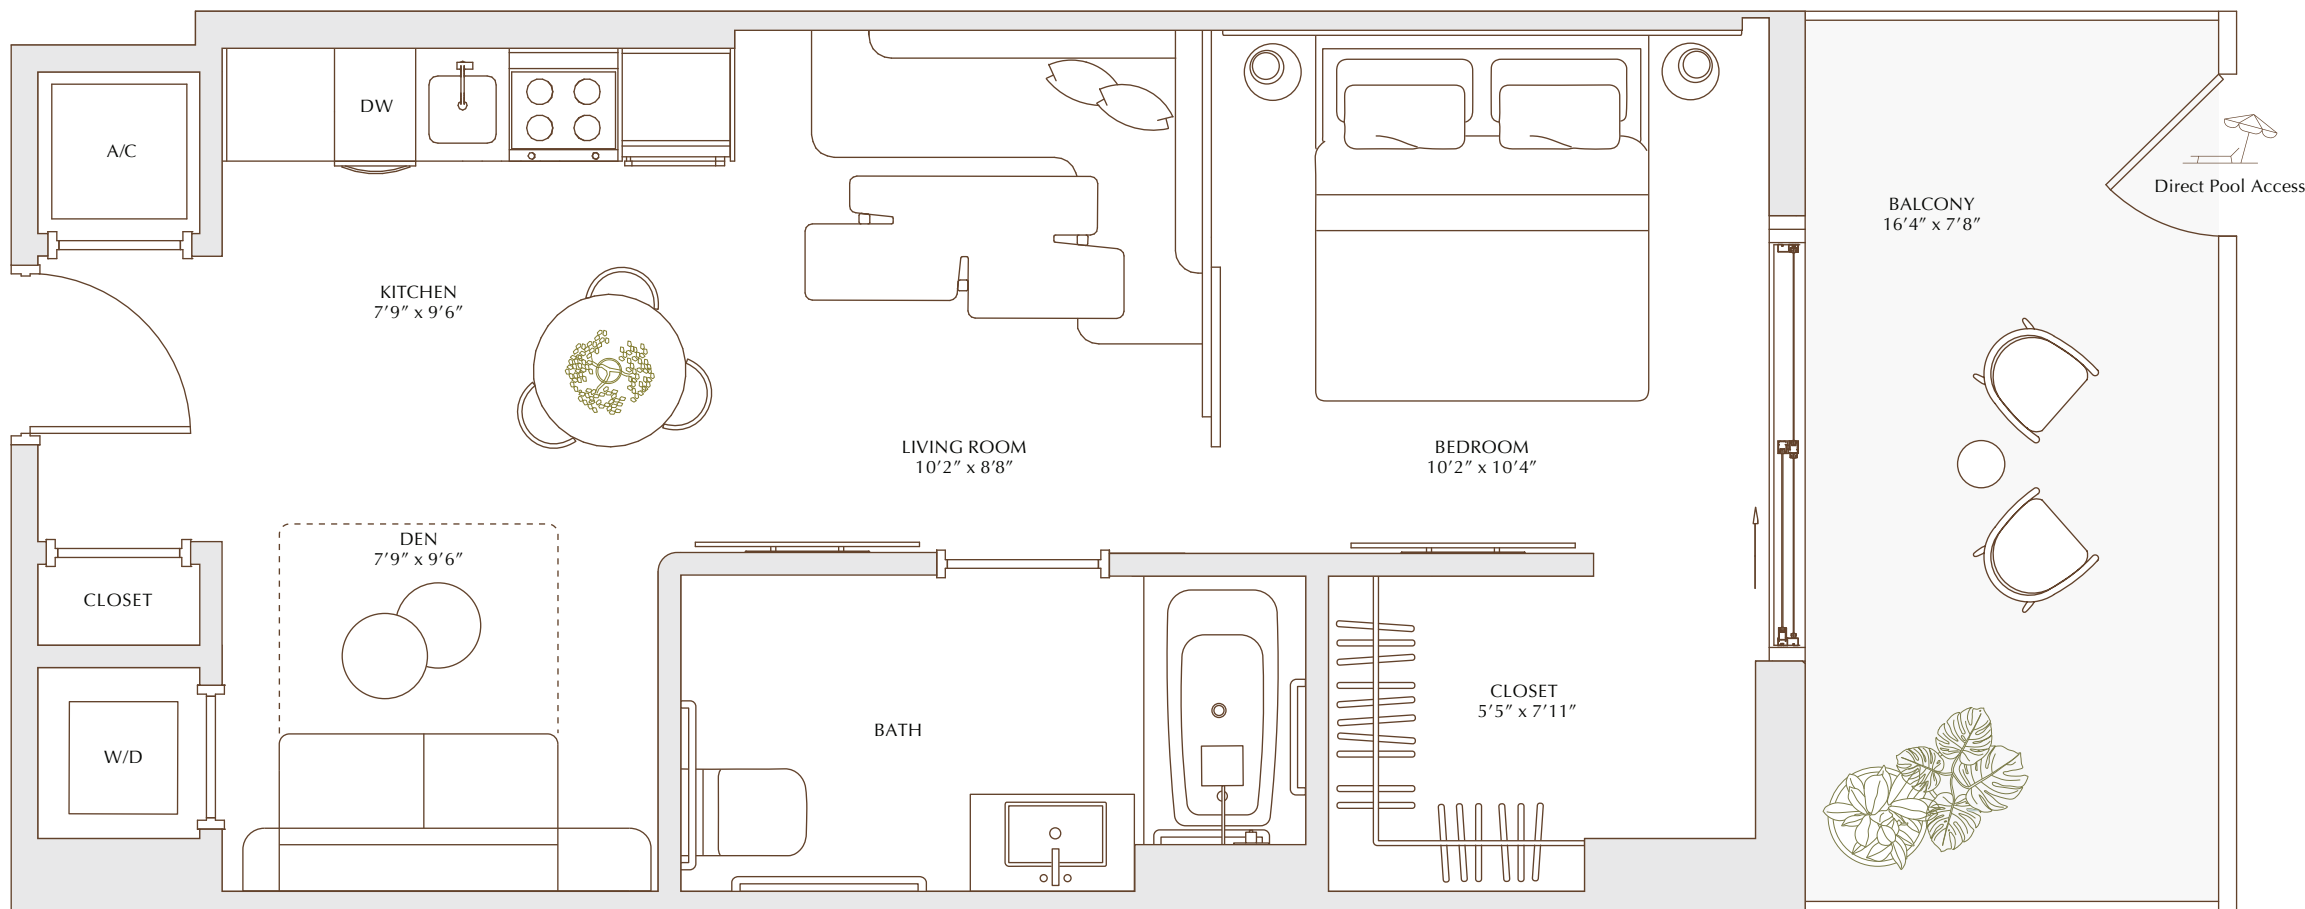 A/C
DW
KITCHEN
7’9” x 9’6”
DEN
7’9” x 9’6”
CLOSET
W/D
LIVING ROOM
10’2” x 8’8”
BATH
BEDROOM
10’2” x 10’4”
CLOSET
5’5” x 7’11”
BALCONY
16’4” x 7’8”
Direct Pool Access